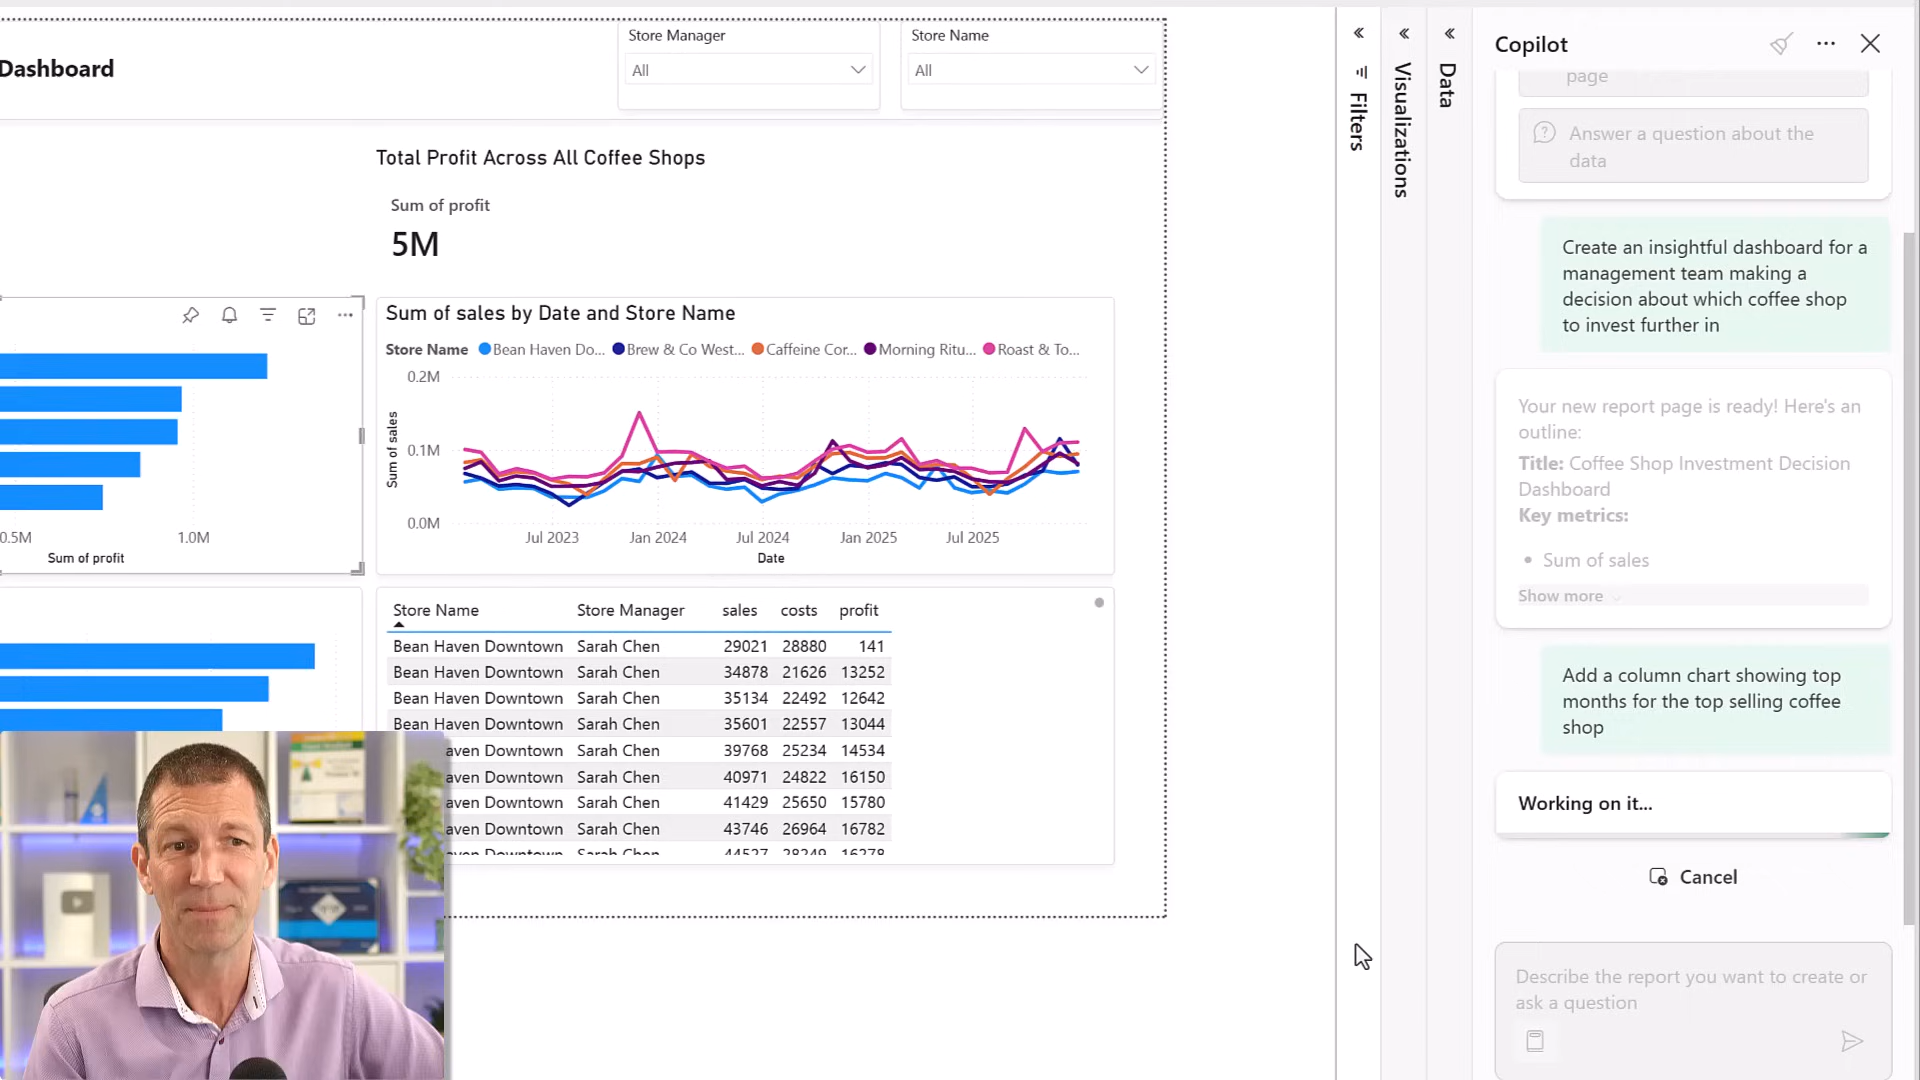 Dashboard
Store Manager
All
Store Name
All
Total Profit Across All Coffee Shops
Sum of profit
5M
0.5M
1.0M
Sum of profit
Sum of sales by Date and Store Name
Store Name Bean Haven Do... Brew & Co West... Caffeine Cor... Morning Ritu... Roast & To...
0.2M
0.1M
0.0M
Sum of sales
Jul 2023 Jan 2024 Jul 2024 Jan 2025 Jul 2025
Date
Store Name Store Manager sales costs profit
Bean Haven Downtown Sarah Chen 29021 28880 141
Bean Haven Downtown Sarah Chen 34878 21626 13252
Bean Haven Downtown Sarah Chen 35134 22492 12642
Bean Haven Downtown Sarah Chen 35601 22557 13044
aven Downtown Sarah Chen 39768 25234 14534
aven Downtown Sarah Chen 40971 24822 16150
aven Downtown Sarah Chen 41429 25650 15780
aven Downtown Sarah Chen 43746 26964 16782
aven Downtown Sarah Chen 44527 28249 16278
Filters
Visualizations
Data
Copilot
page
Answer a question about the
data
Create an insightful dashboard for a
management team making a
decision about which coffee shop
to invest further in
Your new report page is ready! Here's an
outline:
Title: Coffee Shop Investment Decision
Dashboard
Key metrics:
• Sum of sales
Show more
Add a column chart showing top
months for the top selling coffee
shop
Working on it...
Cancel
Describe the report you want to create or
ask a question